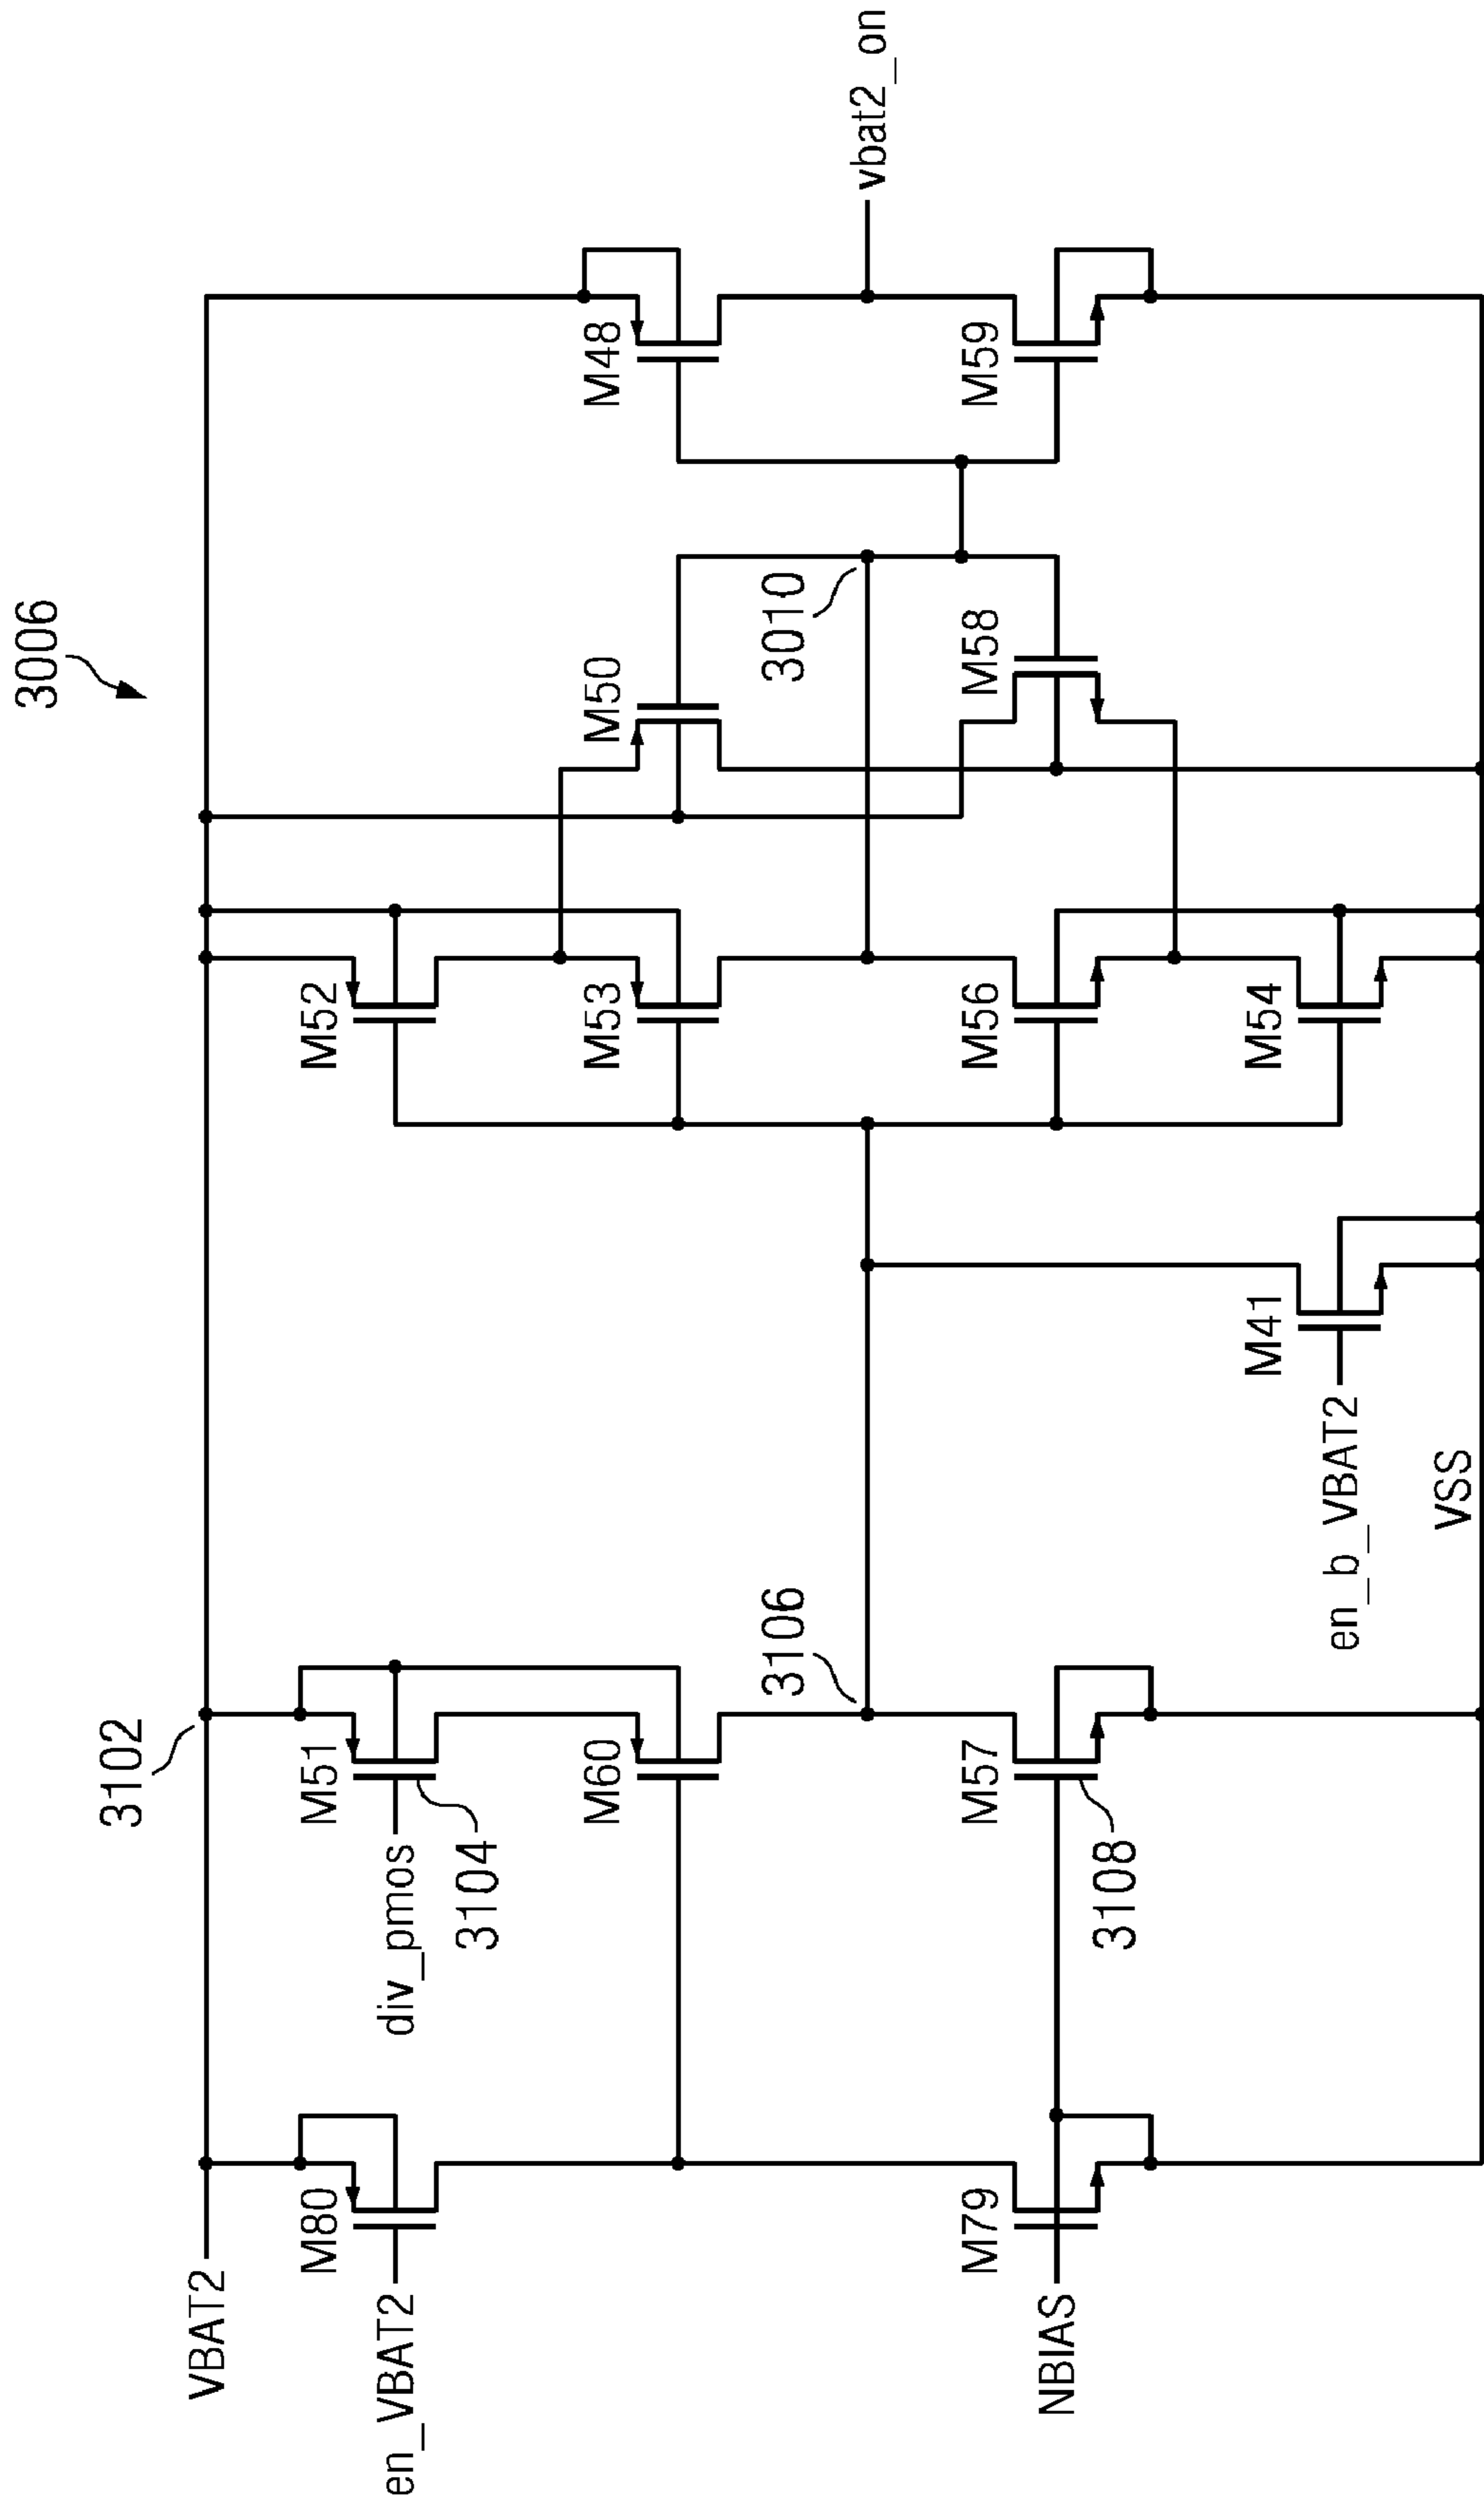 3006
3102
VBAT2
M80
en_VBAT2
M51
div_pmos
3104
M60
M79
NBIAS
M57
3108
3106
M41
en_b_VBAT2
VSS
M52
M53
M56
M54
M50
3010
M58
M48
M59
vbat2_on